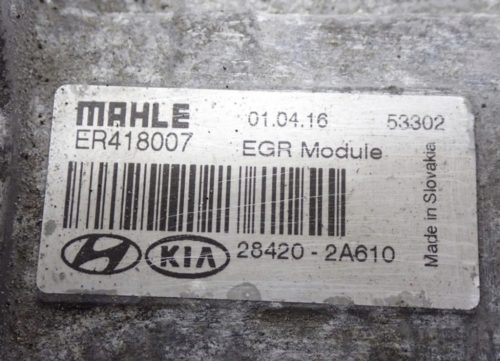 MAHLE 01.04.16 53302
ER418007 EGR Module
KIA 28420-2A610
Made in Slovakia